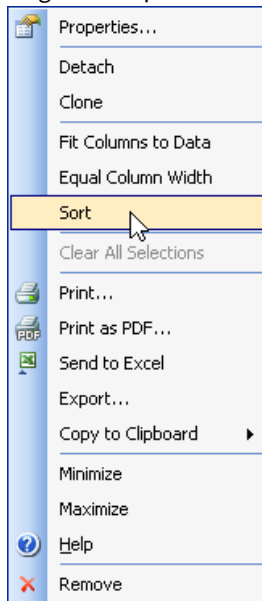 Properties...
Detach
Clone
Fit Columns to Data
Equal Column Width
Sort
Clear All Selections
Print...
PDF
Print as PDF...
Send to Excel
Export...
Copy to Clipboard
Minimize
Maximize
Help
Remove